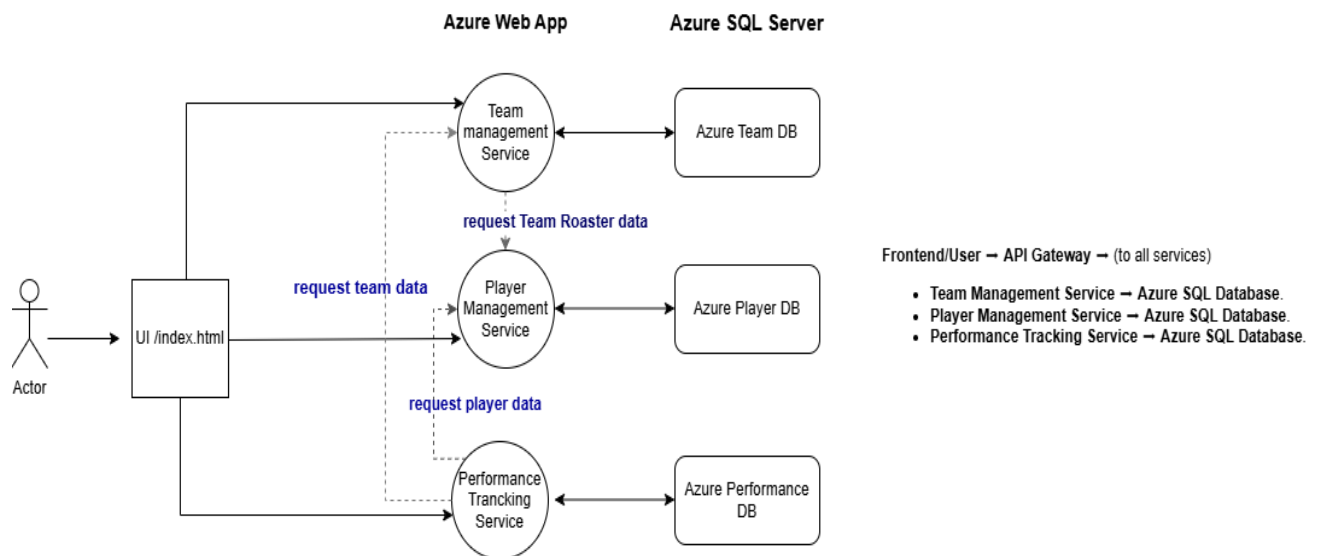 Azure Web App
Azure SQL Server
Team
management
Service
Azure Team DB
request Team Roaster data
request team data
Player
Management
Service
Azure Player DB
UI /index.html
Actor
request player data
Performance
Trancking
Service
Azure Performance
DB
Frontend/User → API Gateway → (to all services)
• Team Management Service → Azure SQL Database.
• Player Management Service → Azure SQL Database.
• Performance Tracking Service → Azure SQL Database.